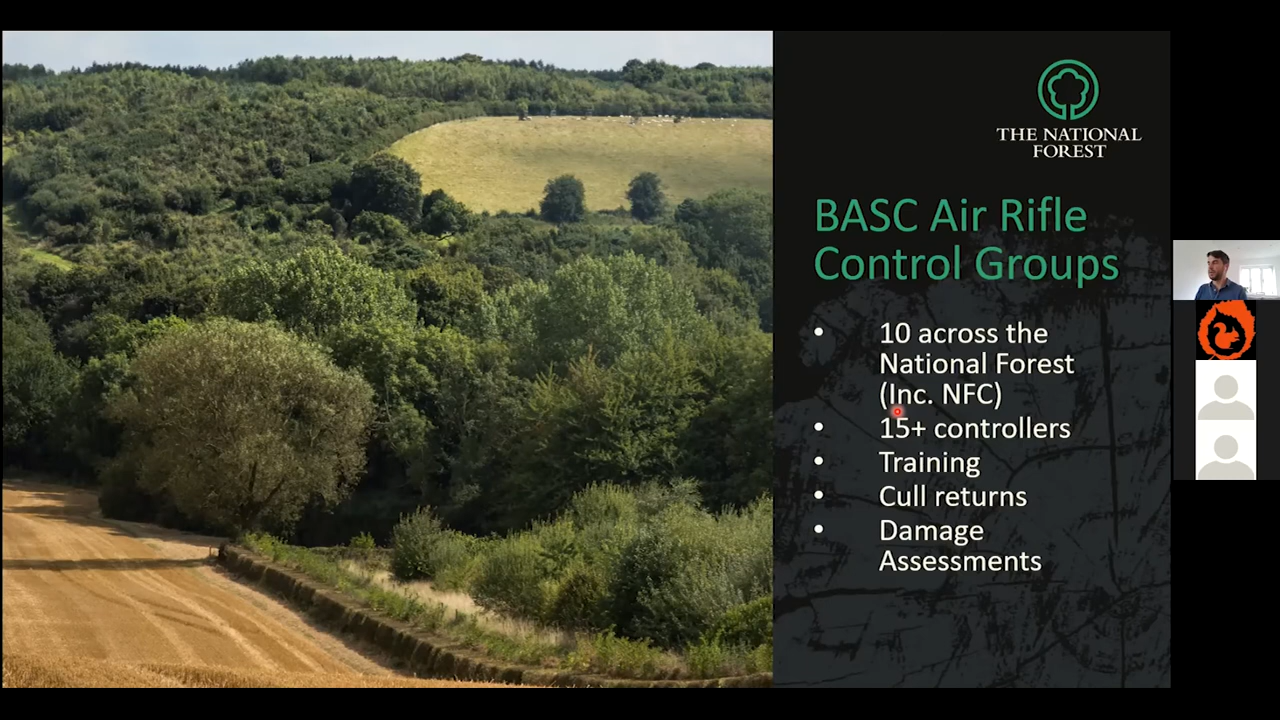 THE NATIONAL
FOREST
BASC Air Rifle
Control Groups
• 10 across the
National Forest
(Inc. NFC)
• 15+ controllers
• Training
• Cull returns
• Damage
Assessments